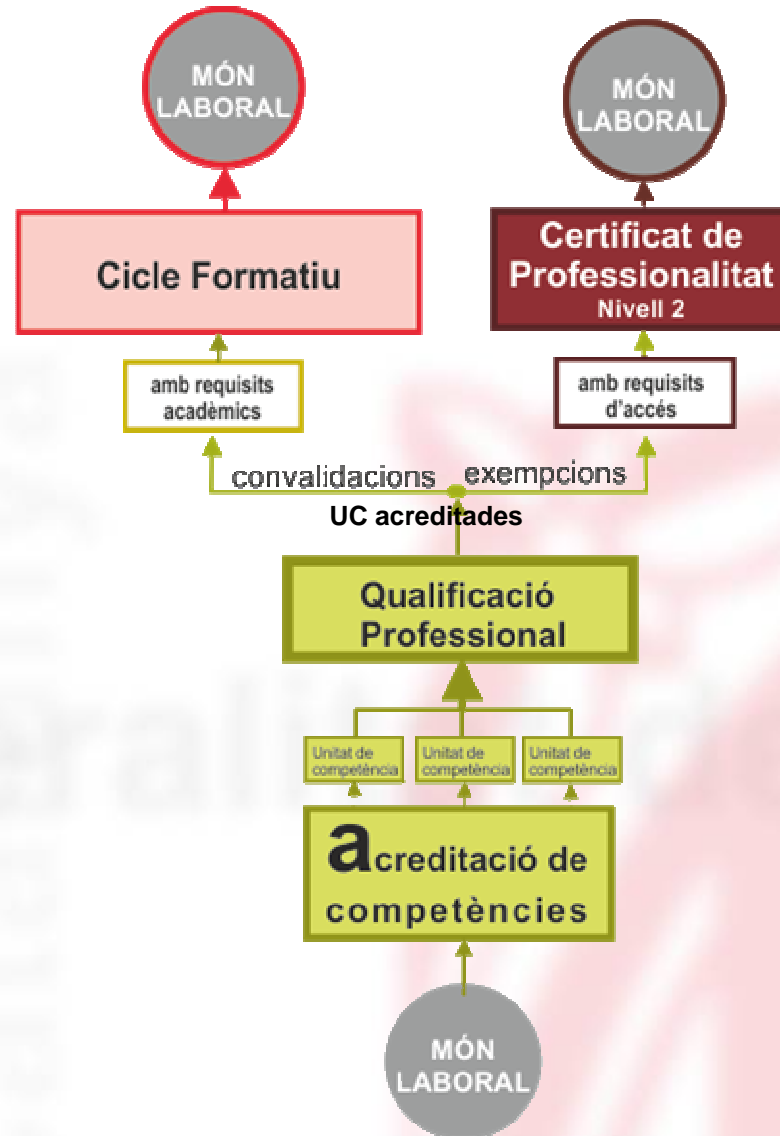 MÓN
LABORAL
MÓN
LABORAL
Cicle Formatiu
Certificat de
Professionalitat
Nivell 2
amb requisits
acadèmics
amb requisits
d'accés
convalidacions
exempcions
UC acreditades
Qualificació
Professional
Unitat de
competència
Unitat de
competència
Unitat de
competència
acreditació de
competències
MÓN
LABORAL